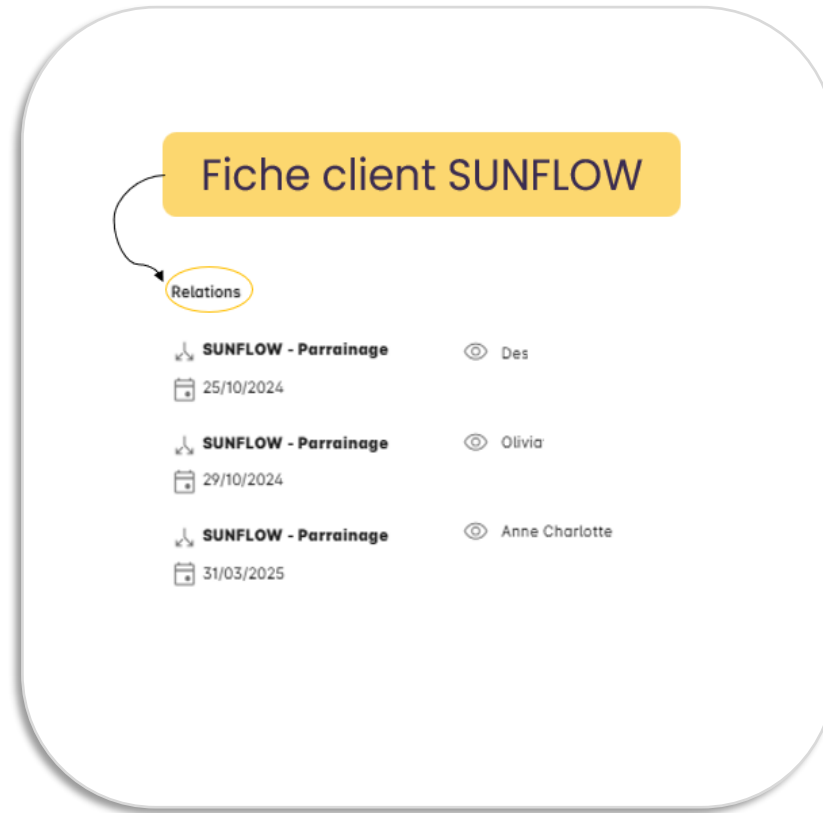 Fiche client SUNFLOW
Relations
SUNFLOW - Parrainage
Des
25/10/2024
SUNFLOW - Parrainage
Olivia
29/10/2024
SUNFLOW - Parrainage
Anne Charlotte
31/03/2025